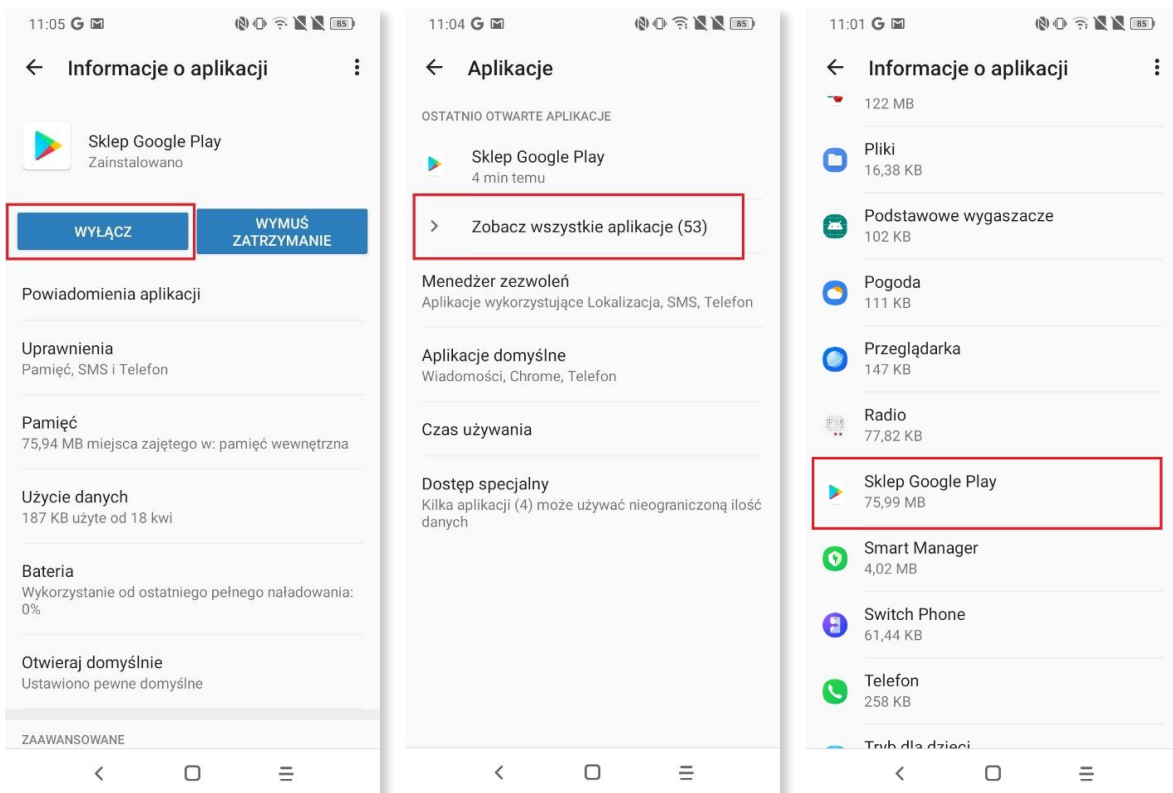 11:05 G
85
Informacje o aplikacji
Sklep Google Play
Zainstalowano
WYŁĄCZ
WYMUŚ
ZATRZYMANIE
Powiadomienia aplikacji
Uprawnienia
Pamięć, SMS i Telefon
Pamięć
75,94 MB miejsca zajętego w: pamięć wewnętrzna
Użycie danych
187 KB użyte od 18 kwi
Bateria
Wykorzystanie od ostatniego pełnego naładowania:
0%
Otwieraj domyślnie
Ustawiono pewne domyślne
ZAAWANSOWANE
11:04 G
85
Aplikacje
OSTATNIO OTWARTE APLIKACJE
Sklep Google Play
4 min temu
Zobacz wszystkie aplikacje (53)
Menedżer zezwoleń
Aplikacje wykorzystujące Lokalizacja, SMS, Telefon
Aplikacje domyślne
Wiadomości, Chrome, Telefon
Czas używania
Dostęp specjalny
Kilka aplikacji (4) może używać nieograniczoną ilość
danych
11:01 G
85
Informacje o aplikacji
122 MB
Pliki
16,38 KB
Podstawowe wygaszacze
102 KB
Pogoda
111 KB
Przeglądarka
147 KB
Radio
77,82 KB
Sklep Google Play
75,99 MB
Smart Manager
4,02 MB
Switch Phone
61,44 KB
Telefon
258 KB
Tryb dla dzieci